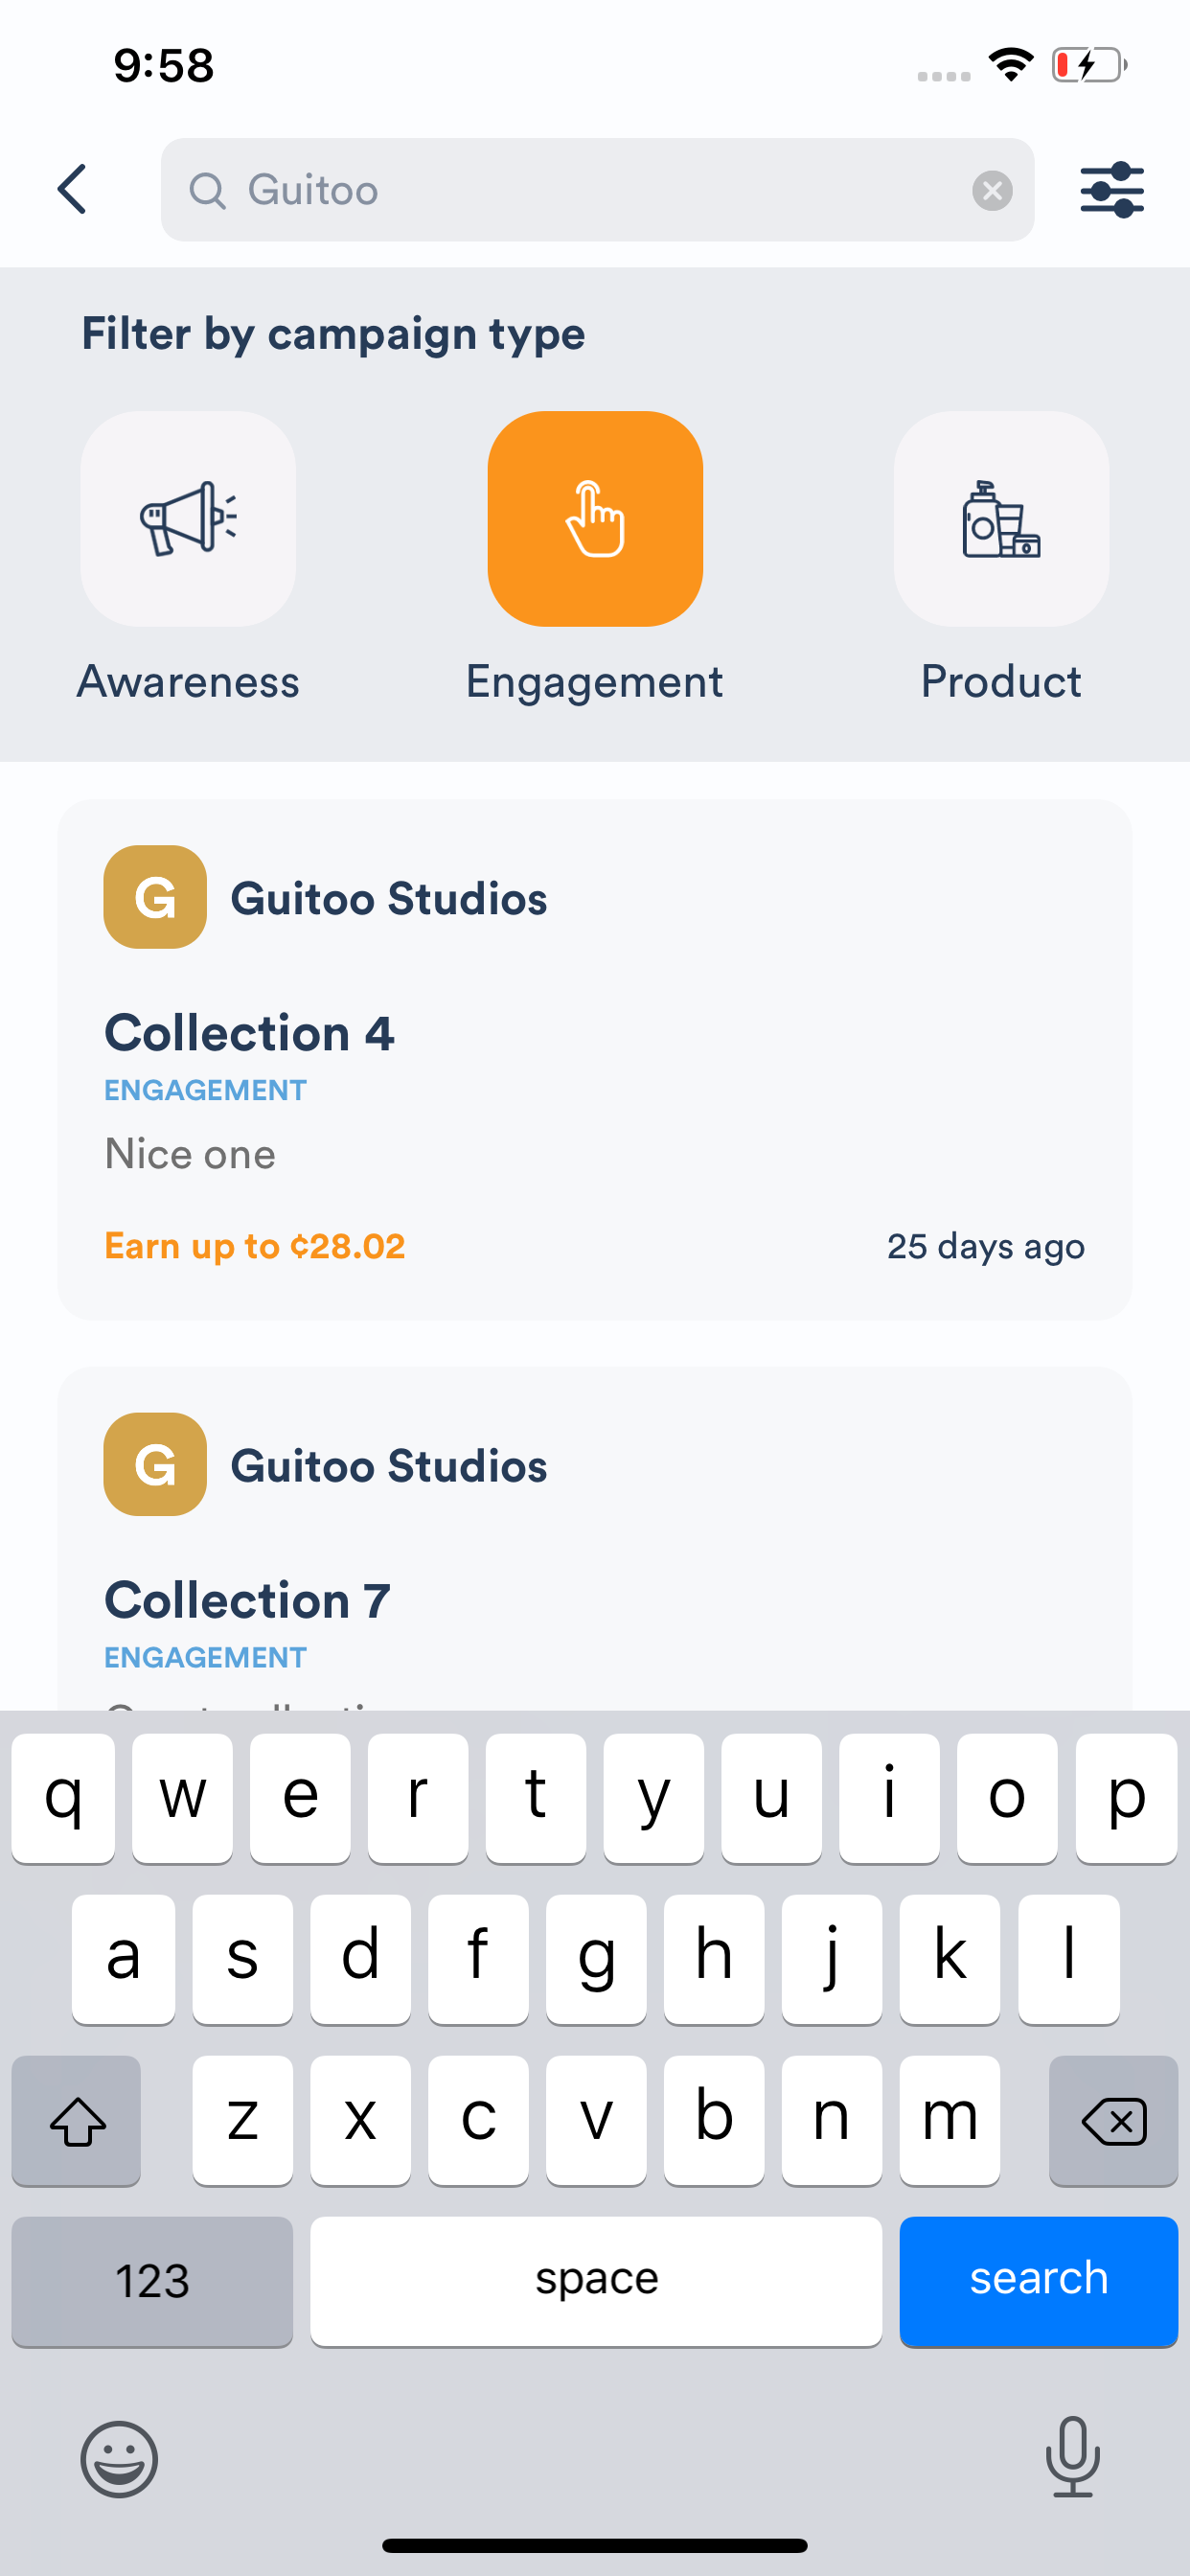 9:58
Guitoo
Filter by campaign type
Awareness Engagement Product
G Guitoo Studios
Collection 4
ENGAGEMENT
Nice one
Earn up to ¢28.02 25 days ago
G Guitoo Studios
Collection 7
ENGAGEMENT
q w e r t y u i o p
a s d f g h j k l
z x c v b n m
123 space search